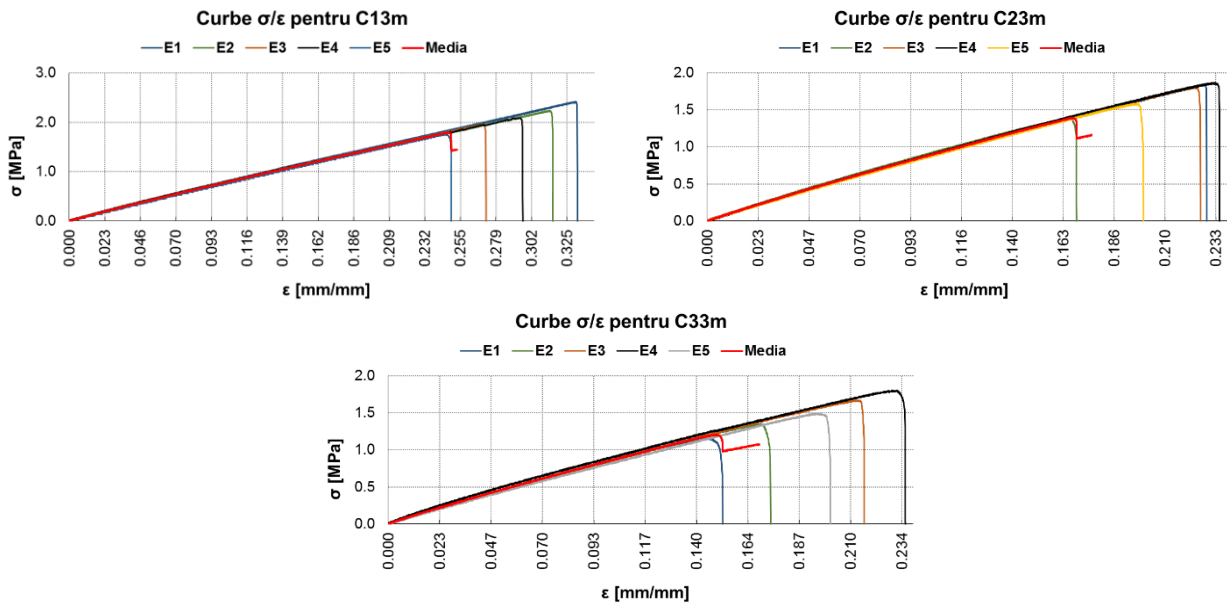 Curbe σ/ε pentru C13m
E1 E2 E3 E4 E5 Media
σ [MPa]
3.0
2.0
1.0
0.0
0.000 0.023 0.046 0.070 0.093 0.116 0.139 0.162 0.186 0.209 0.232 0.255 0.279 0.302 0.325
ε [mm/mm]
Curbe σ/ε pentru C23m
E1 E2 E3 E4 E5 Media
σ [MPa]
2.0
1.5
1.0
0.5
0.0
0.000 0.023 0.047 0.070 0.093 0.116 0.140 0.163 0.186 0.210 0.233
ε [mm/mm]
Curbe σ/ε pentru C33m
E1 E2 E3 E4 E5 Media
σ [MPa]
2.0
1.5
1.0
0.5
0.0
0.000 0.023 0.047 0.070 0.093 0.117 0.140 0.164 0.187 0.210 0.234
ε [mm/mm]